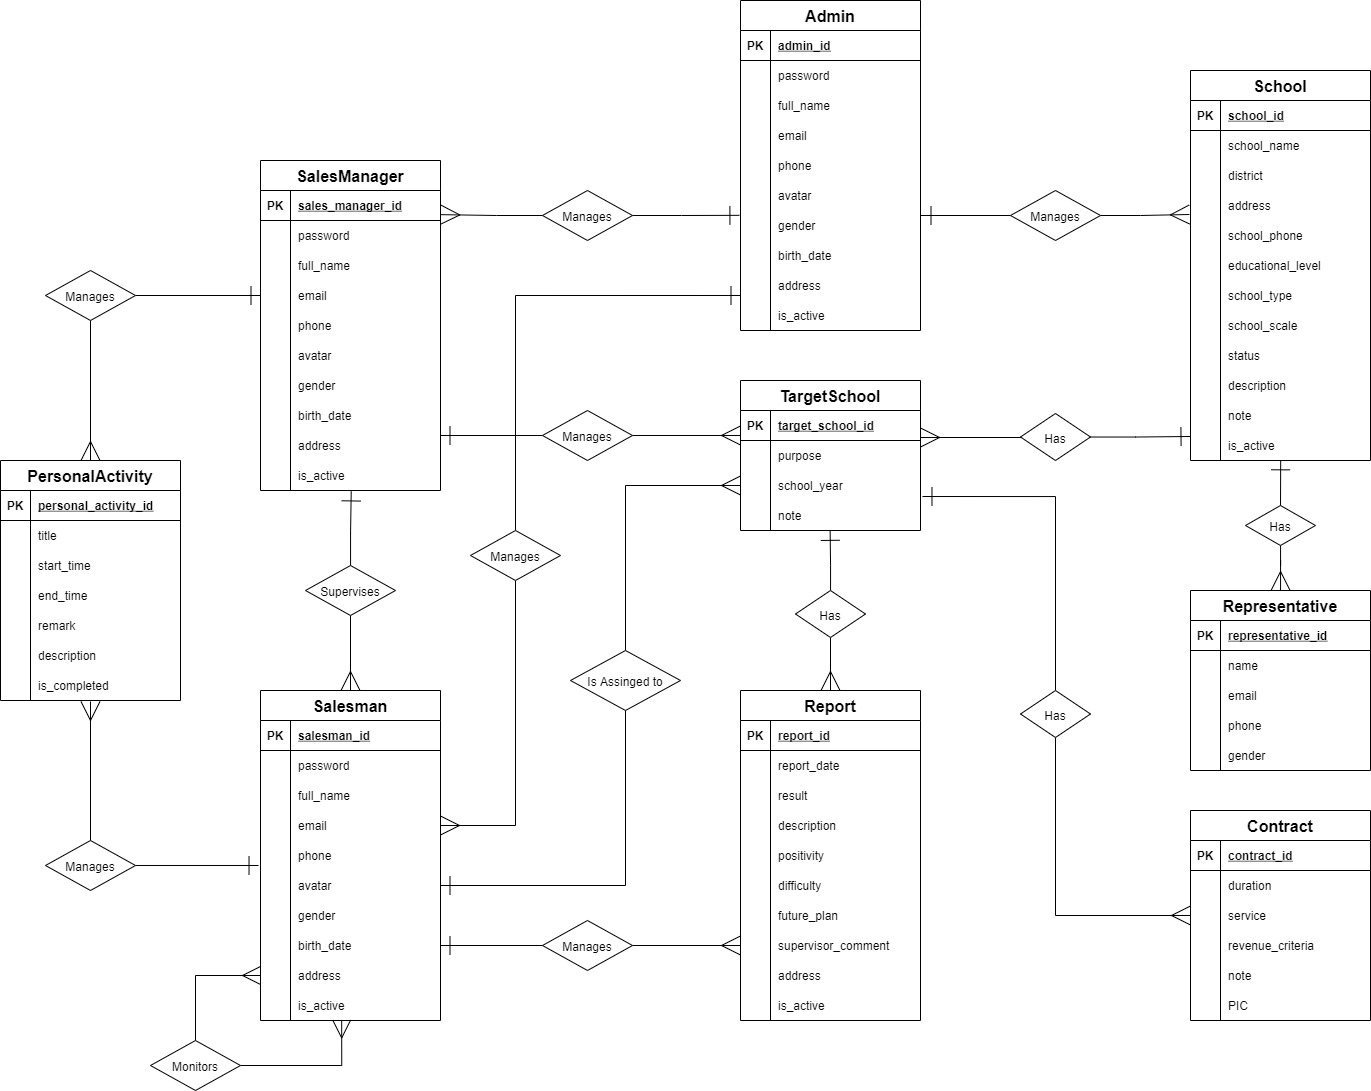 Admin
PK admin_id
password
full_name
email
phone
avatar
gender
birth_date
address
is_active
School
PK school_id
school_name
district
address
school_phone
educational_level
school_type
school_scale
status
description
note
is_active
SalesManager
PK sales_manager_id
password
full_name
email
phone
avatar
gender
birth_date
address
is_active
Manages
Manages
Manages
Manages
Has
TargetSchool
PK target_school_id
purpose
school_year
note
PersonalActivity
PK personal_activity_id
title
start_time
end_time
remark
description
is_completed
Manages
Supervises
Has
Has
Is Assinged to
Has
Representative
PK representative_id
name
email
phone
gender
Salesman
PK salesman_id
password
full_name
email
phone
avatar
gender
birth_date
address
is_active
Report
PK report_id
report_date
result
description
positivity
difficulty
future_plan
supervisor_comment
address
is_active
Contract
PK contract_id
duration
service
revenue_criteria
note
PIC
Manages
Manages
Monitors